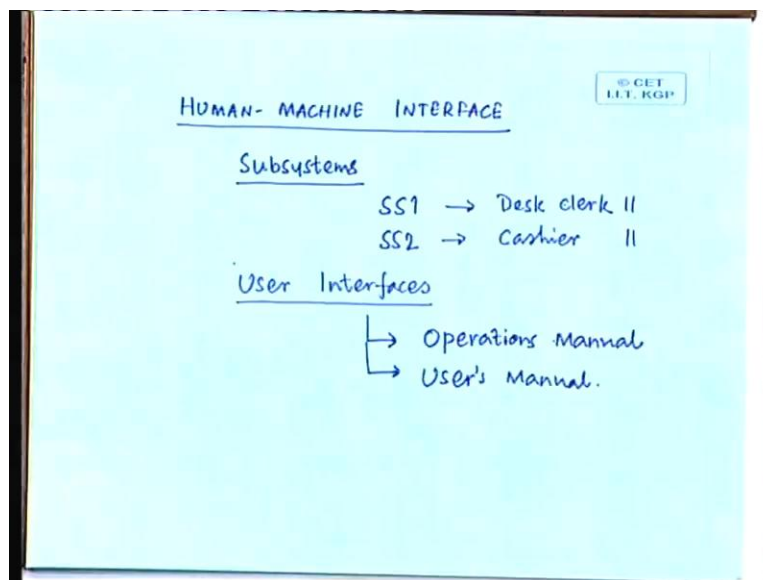 © CET
I.I.T. KGP
HUMAN- MACHINE INTERFACE
Subsystems
SS1 → Desk clerk II
SS2 → Cashier II
User Interfaces
→ Operations Manual
→ User's Manual.